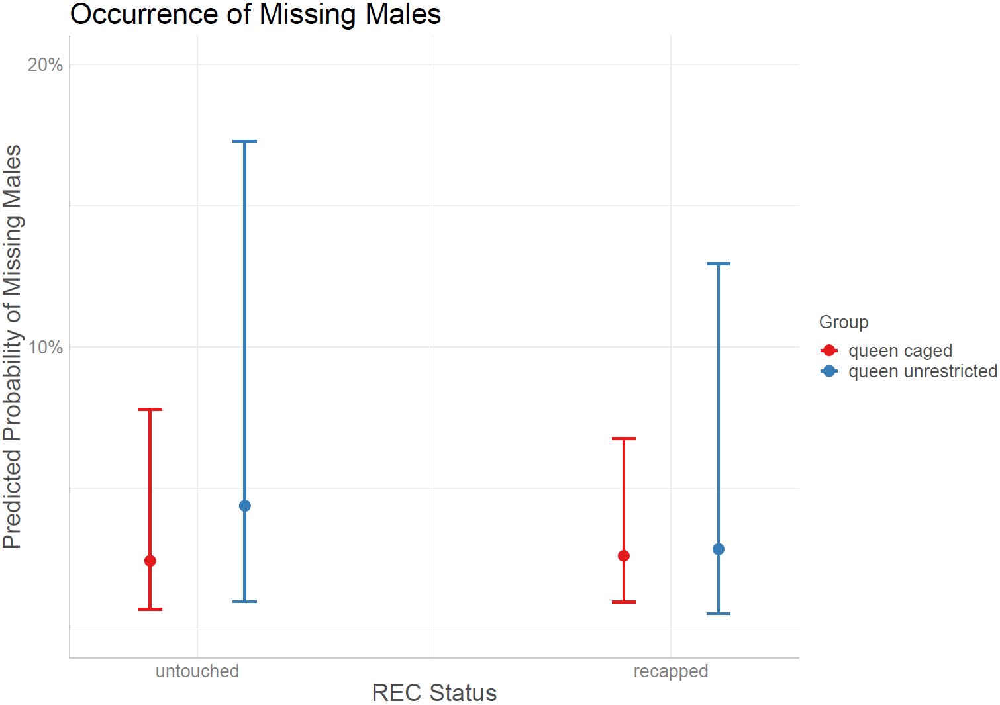 Occurrence of Missing Males
Predicted Probability of Missing Males
20%
10%
untouched
recapped
REC Status
Group
queen caged
queen unrestricted